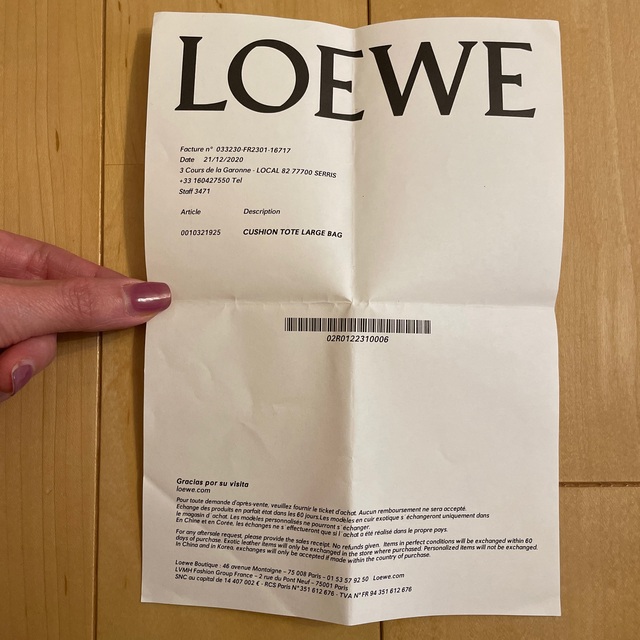 LOEWE
Facture n° 033230-FR2301-16717
Date 21/12/2020
3 Cours de la Garonne - LOCAL 82 77700 SERRIS
+33 160427550 Tel
Staff 3471
Article Description
0010321925 CUSHION TOTE LARGE BAG
02R0122310006
Gracias por su visita
loewe.com
Pour toute demande d'après-vente, veuillez fournir le ticket d'achat. Aucun remboursement ne sera accepté.
Echange des produits en parfait état dans les 60 jours. Les modèles en cuir exotique s'échangeront uniquement dans
le magasin d'achat. Les modèles personnalisés ne pourront s'échanger.
En Chine et en Corée, les échanges ne s'effectueront que si l'achat a été réalisé dans le propre pays.
For any aftersale request, please provide the sales receipt. No refunds given. Items in perfect conditions will be exchanged within 60
days of purchase. Exotic leather items will only be exchanged in the store where purchased. Personalized items will not be exchanged.
In China and in Korea, exchanges will only be accepted if made within the country of purchase.
Loewe Boutique : 46 avenue Montaigne – 75 008 Paris – 01 53 57 92 50 Loewe.com
LVMH Fashion Group France – 2 rue du Pont Neuf – 75001 Paris
SNC au capital de 14 407 002 € - RCS Paris N° 351 612 676 - TVA N° FR 94 351 612 676